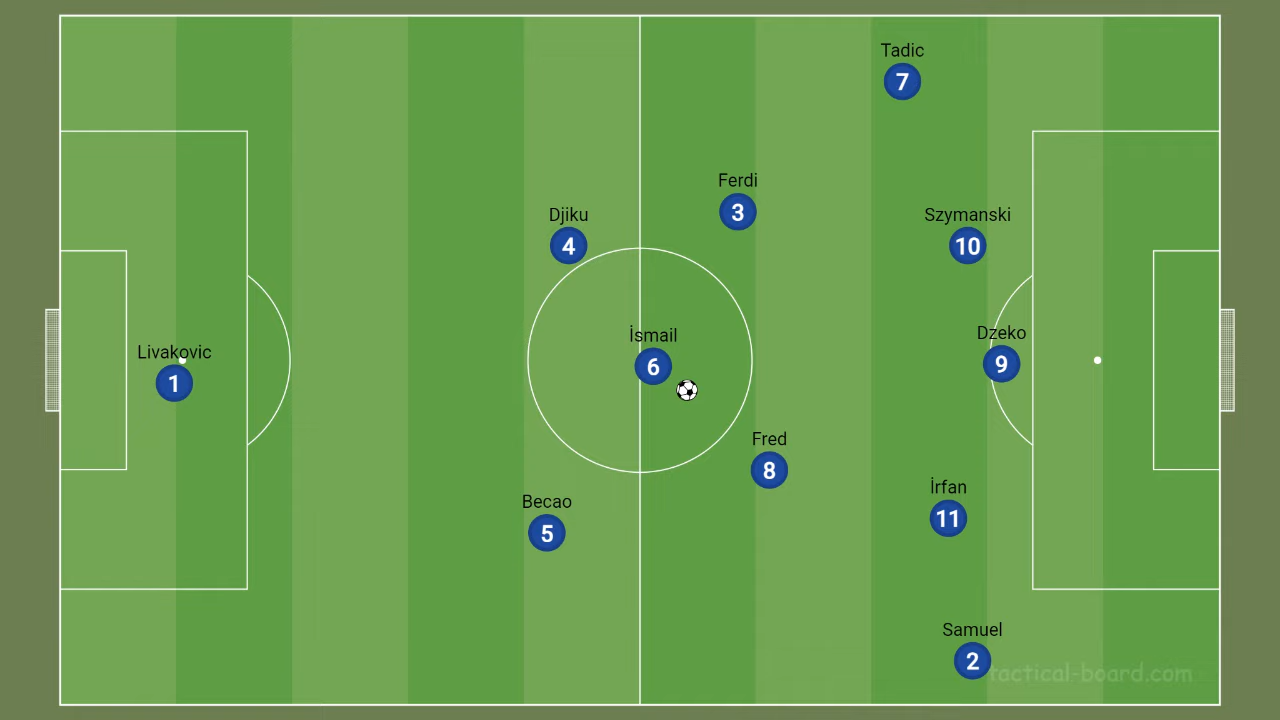 Tadic
7
Ferdi
3
Djiku
4
Szymanski
10
İsmail
6
Dzeko
9
Livakovic
1
Fred
8
İrfan
11
Becao
5
Samuel
2
tactical-board.com